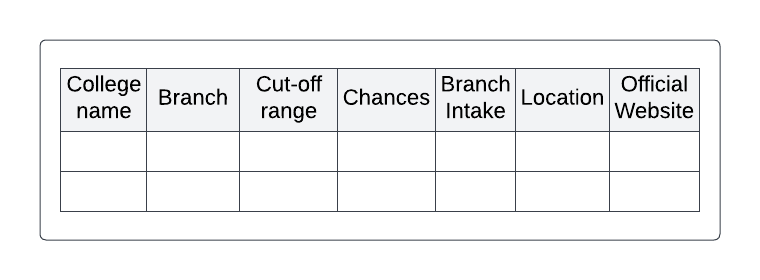 College name
Branch
Cut-off range
Chances
Branch Intake
Location
Official Website